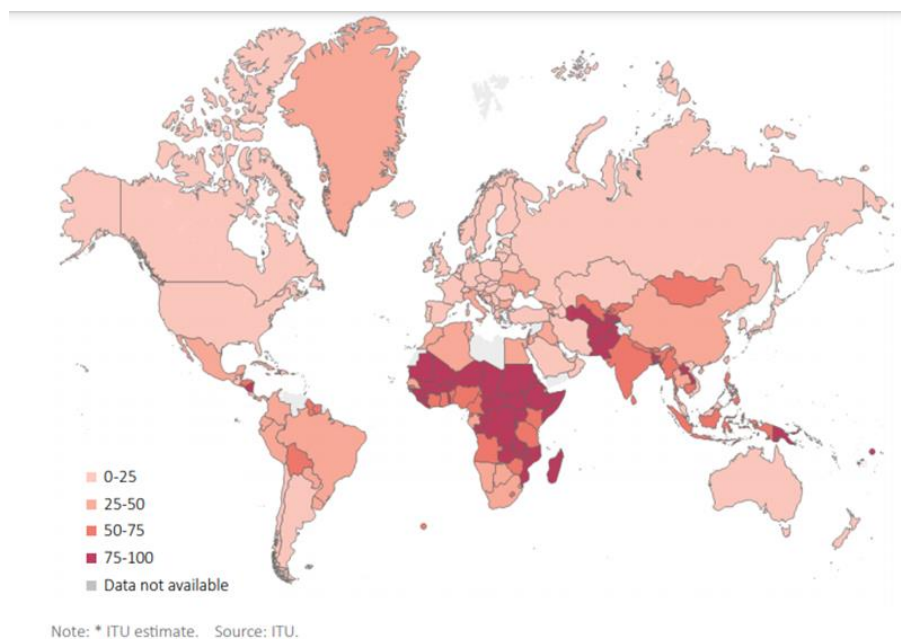 0-25
25-50
50-75
75-100
Data not available
Note: * ITU estimate. Source: ITU.